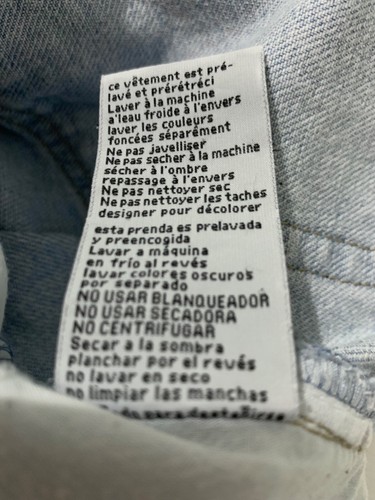 ce vêtement est pré-
lavé et prérétréci
Laver à la machine
a'leau froide à l'envers
laver les couleurs
foncées séparément
Ne pas javelliser
Ne pas secher à la machine
sécher à l'ombre
repassage à l'envers
Ne pas nettoyer sec
Ne pas nettoyer les taches
designer pour décolorer
esta prenda es prelavada
y preencogida
Lavar a máquina
en frío al revés
lavar colores oscuros
por separado
NO USAR BLANQUEADOR
NO USAR SECADORA
NO CENTRIFUGAR
Secar a la sombra
planchar por el revés
no lavar en seco
no limpiar las manchas
para